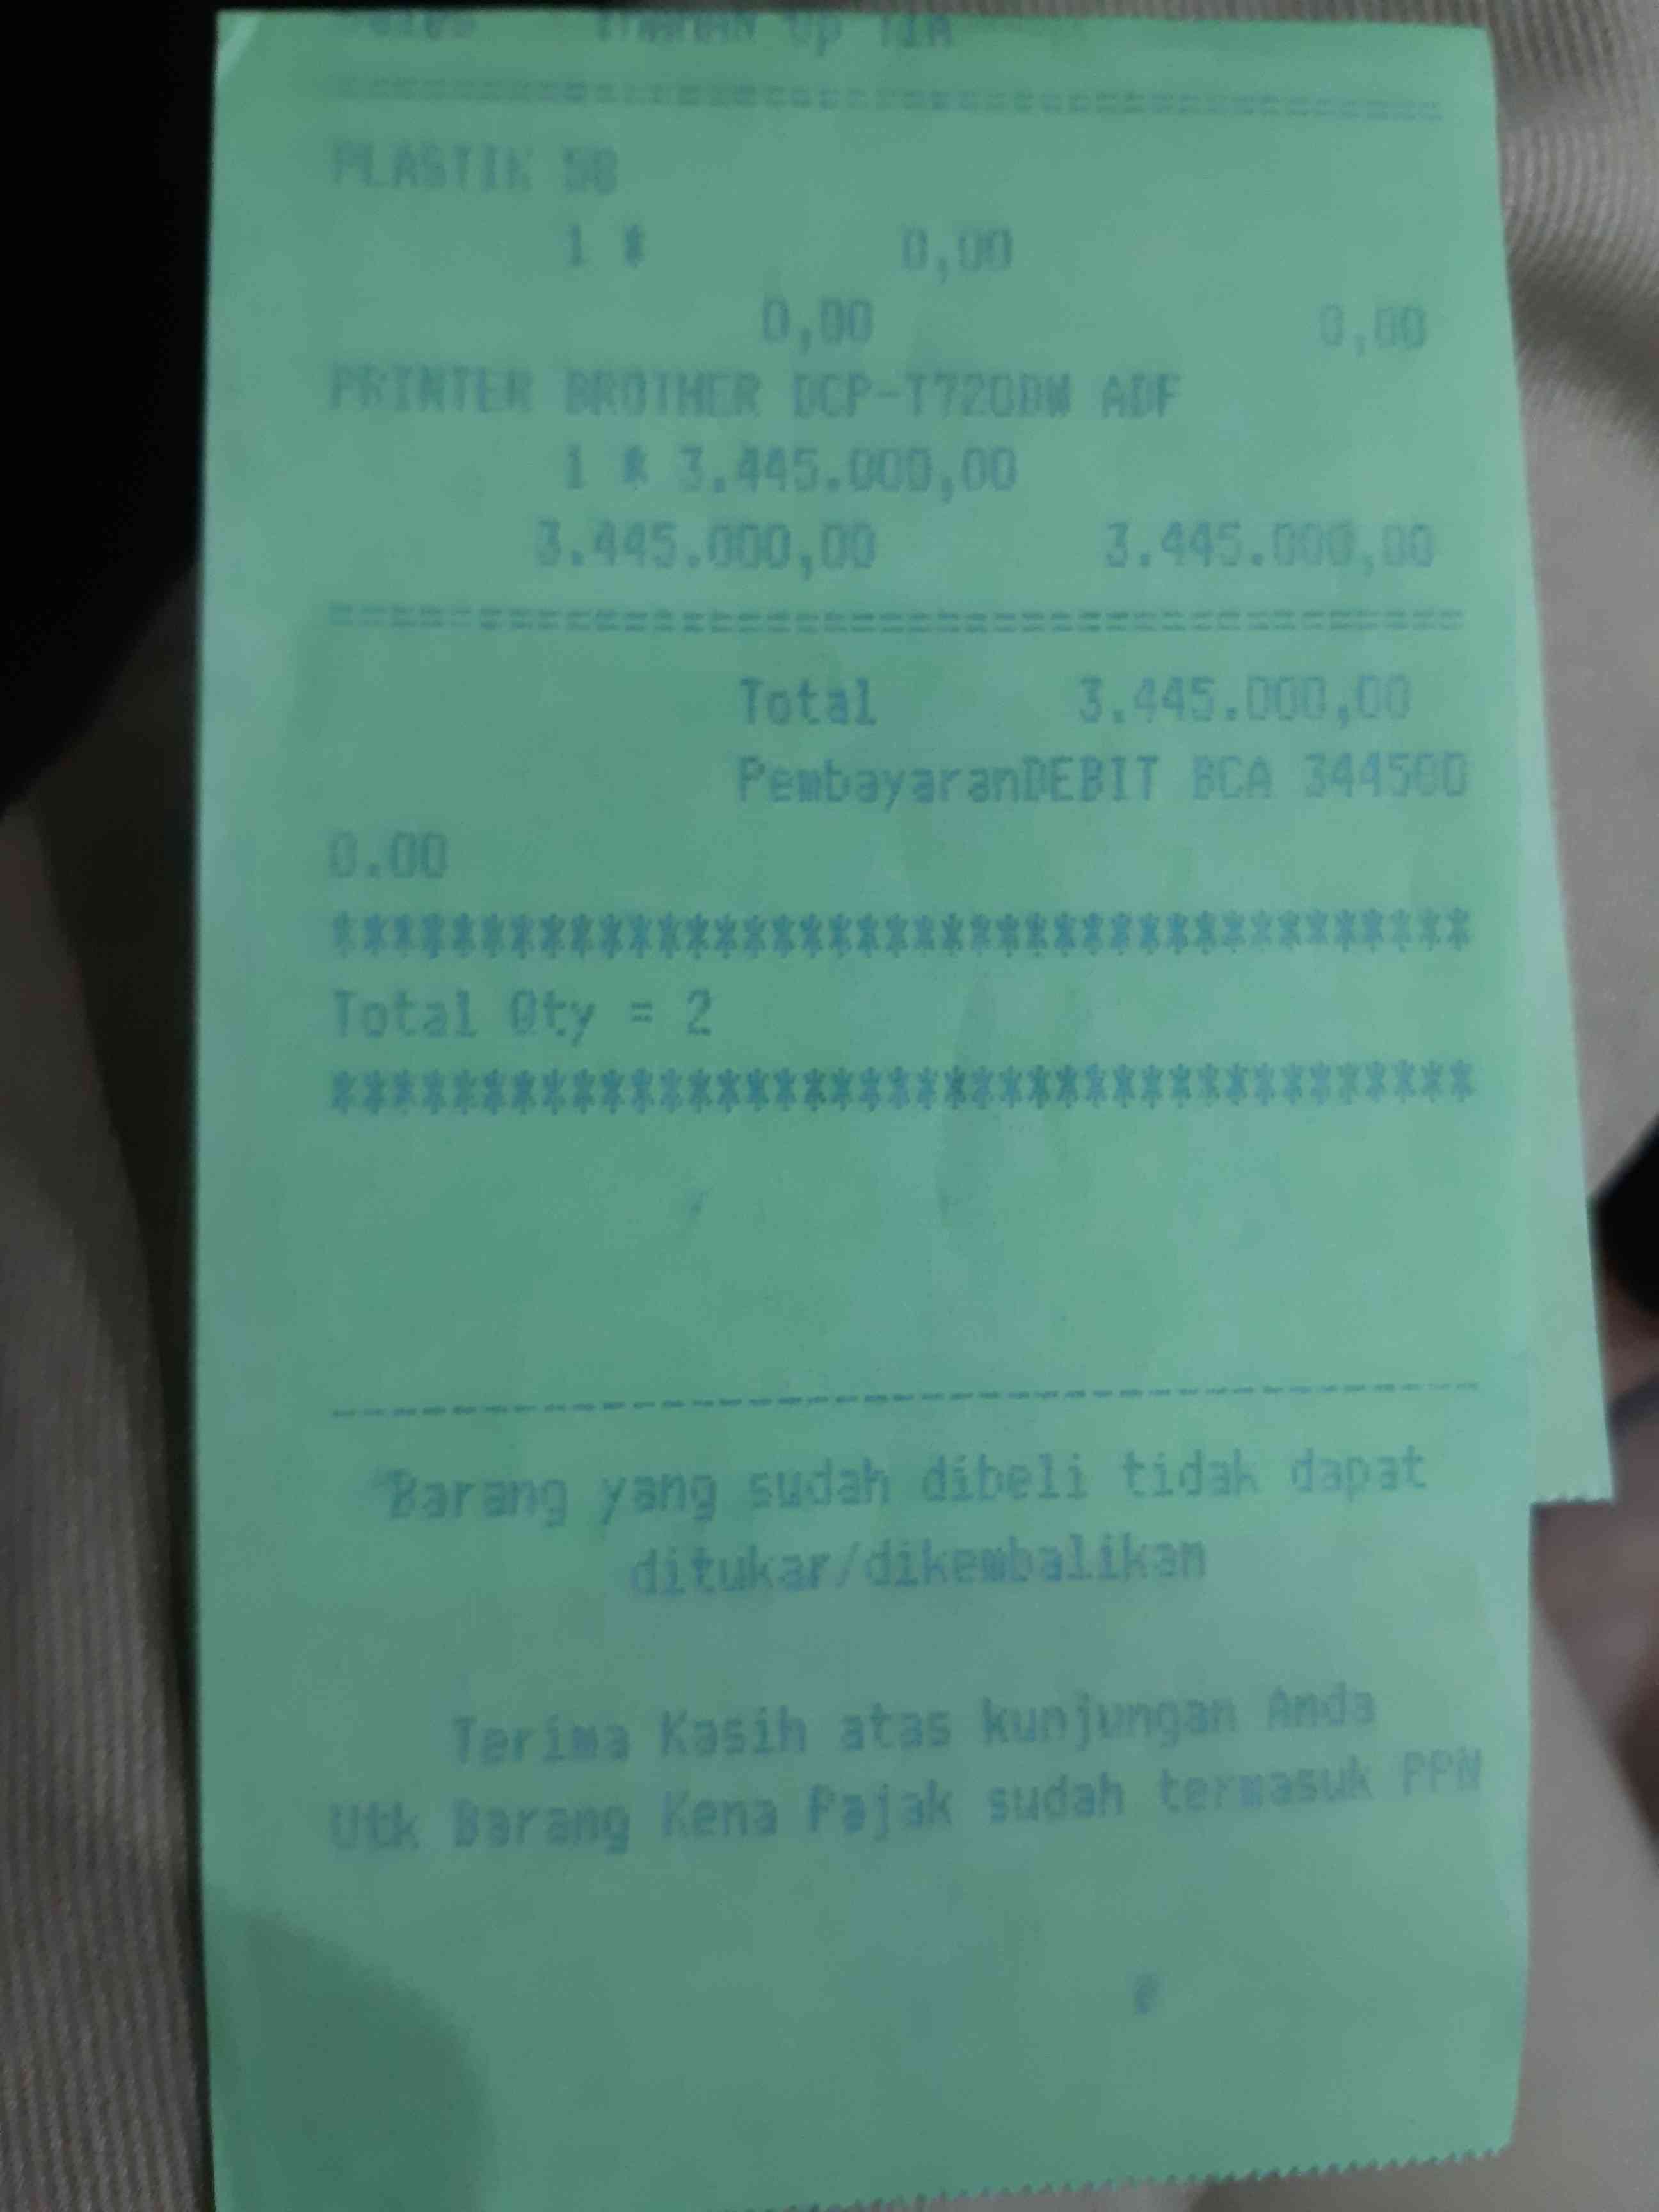 ==========================================
PLASTIK 50
1 * 0,00
0,00 0,00
PRINTER BROTHER DCP-T720DW ADF
1 * 3.445.000,00
3.445.000,00 3.445.000,00
========================================
Total 3.445.000,00
PembayaranDEBIT BCA 344500
0.00
****************************************
Total Qty = 2
****************************************
----------------------------------------
"Barang yang sudah dibeli tidak dapat
ditukar/dikembalikan
Terima Kasih atas kunjungan Anda
Utk Barang Kena Pajak sudah termasuk PPN